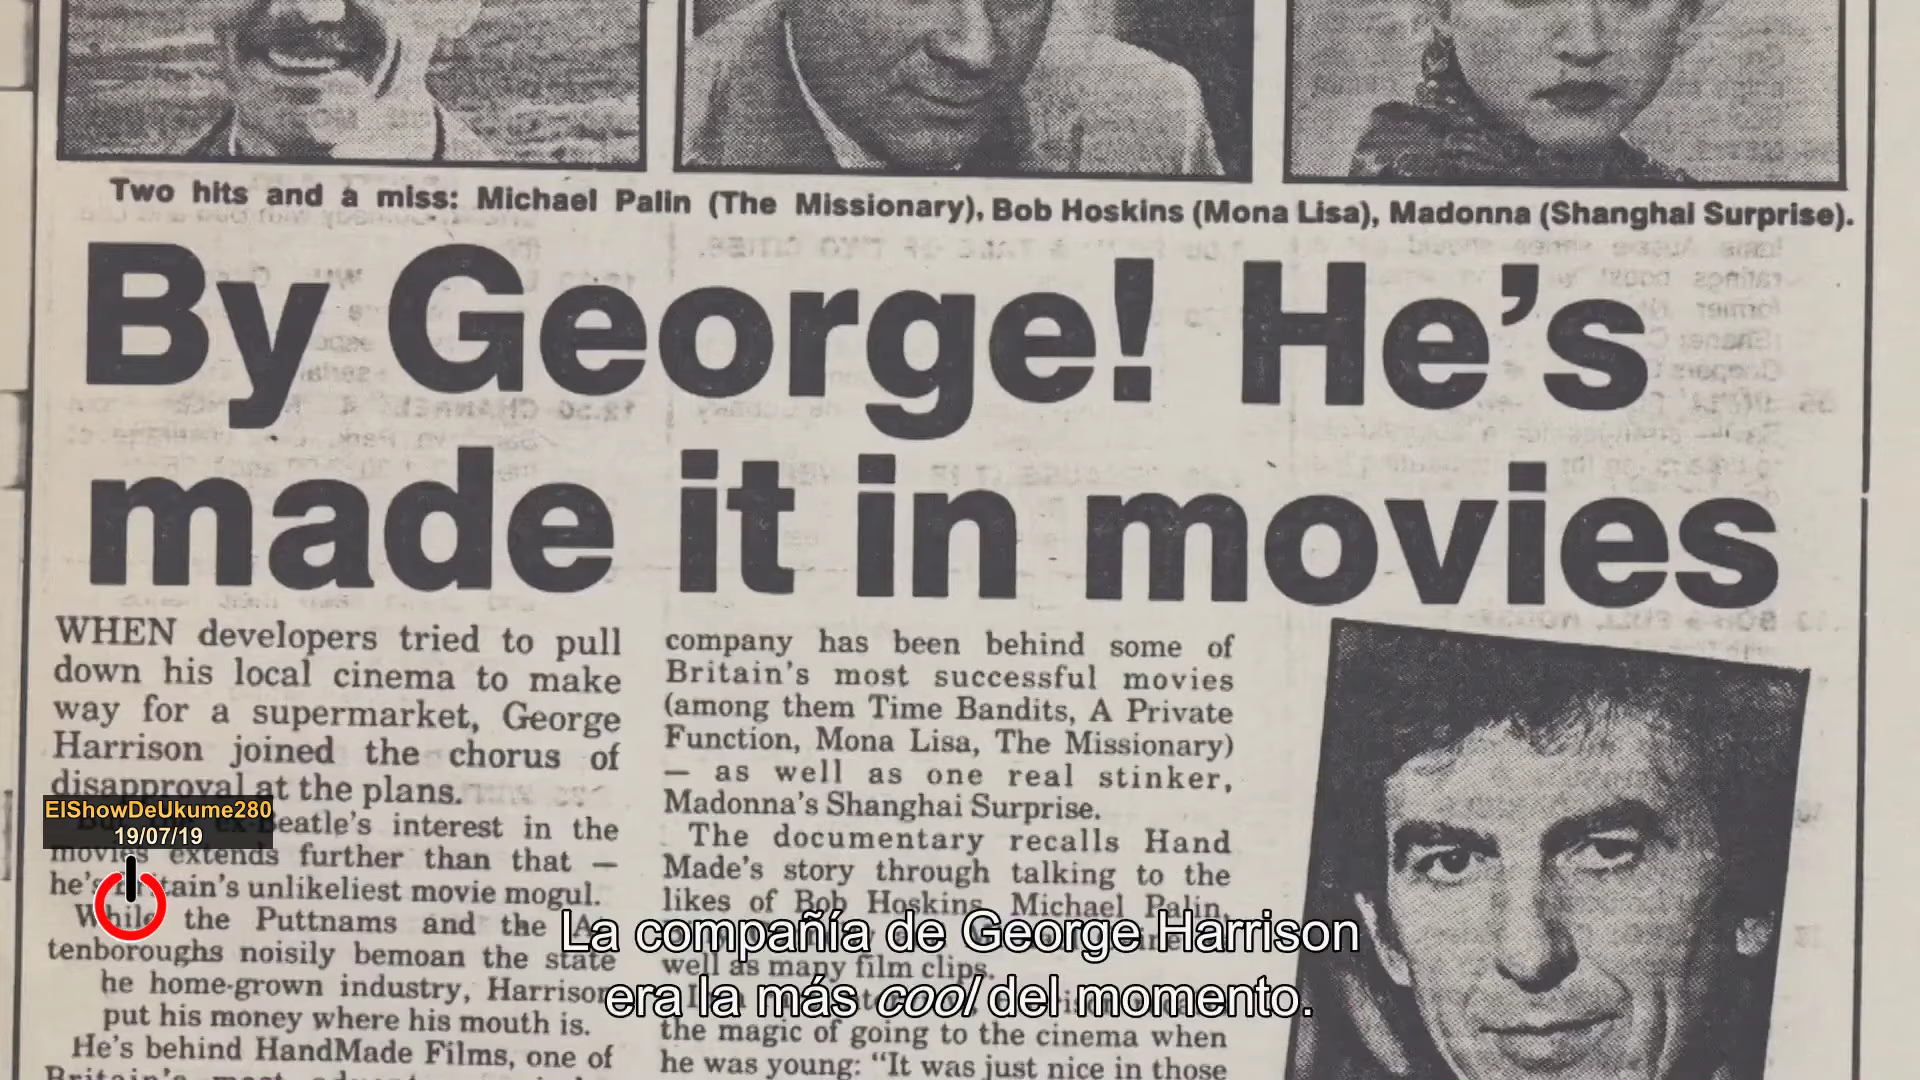 Two hits and a miss: Michael Palin (The Missionary), Bob Hoskins (Mona Lisa), Madonna (Shanghai Surprise).
By George! He's
made it in movies
WHEN developers tried to pull
down his local cinema to make
way for a supermarket, George
Harrison joined the chorus of
disapproval at the plans.
ex-Beatle's interest in the
movies extends further than that —
he's Britain's unlikeliest movie mogul.
While the Puttnams and the At-
tenboroughs noisily bemoan the state
he home-grown industry, Harrison
put his money where his mouth is.
He's behind HandMade Films, one of
company has been behind some of
Britain's most successful movies
(among them Time Bandits, A Private
Function, Mona Lisa, The Missionary)
— as well as one real stinker,
Madonna's Shanghai Surprise.
The documentary recalls Hand
Made's story through talking to the
likes of Bob Hoskins, Michael Palin,
well as many film clips.
the magic of going to the cinema when
he was young: "It was just nice in those
ElShowDeUkume280
19/07/19
La compañía de George Harrison
era la más cool del momento.